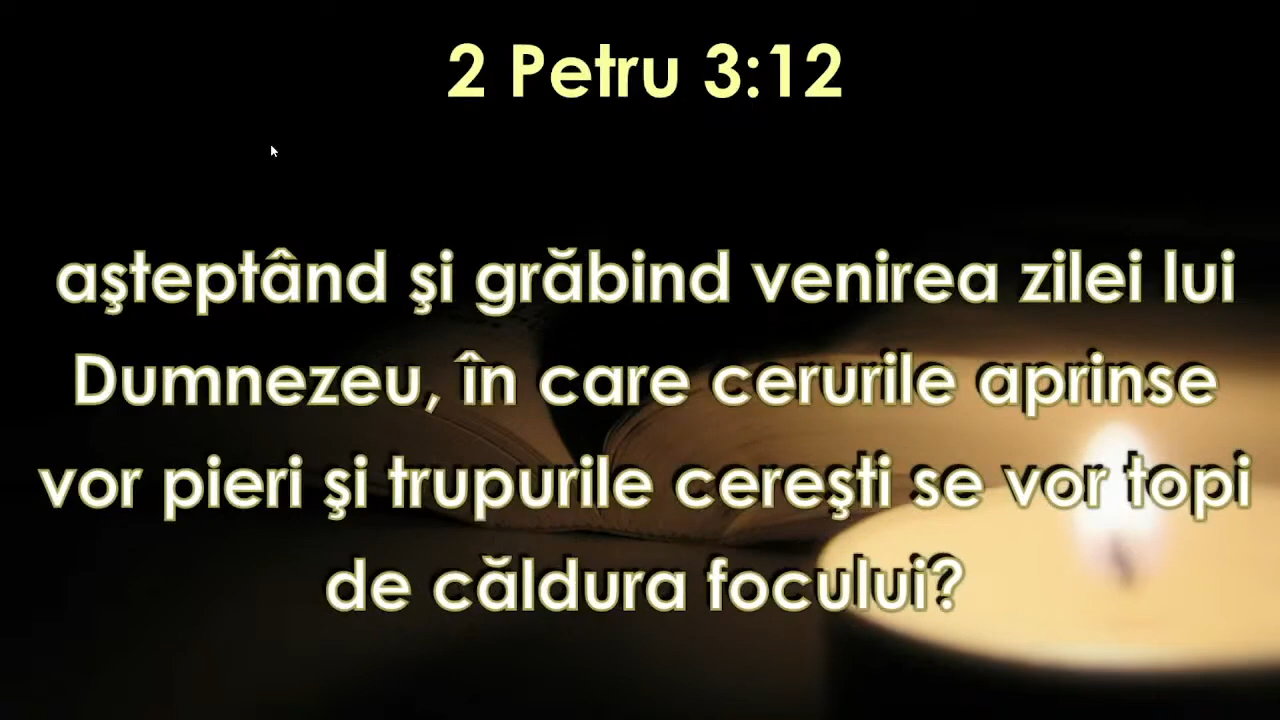 2 Petru 3:12
aşteptând şi grăbind venirea zilei lui
Dumnezeu, în care cerurile aprinse
vor pieri şi trupurile cereşti se vor topi
de căldura focului?